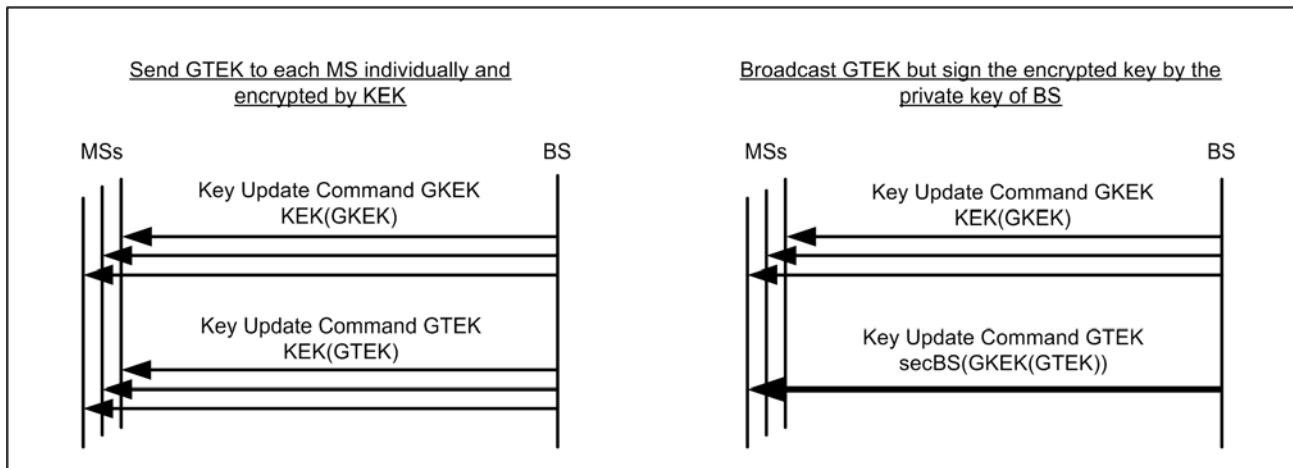 Send GTEK to each MS individually and
encrypted by KEK
MSs
BS
Key Update Command GKEK
KEK(GKEK)
Key Update Command GTEK
KEK(GTEK)
Broadcast GTEK but sign the encrypted key by the
private key of BS
MSs
BS
Key Update Command GKEK
KEK(GKEK)
Key Update Command GTEK
secBS(GKEK(GTEK))